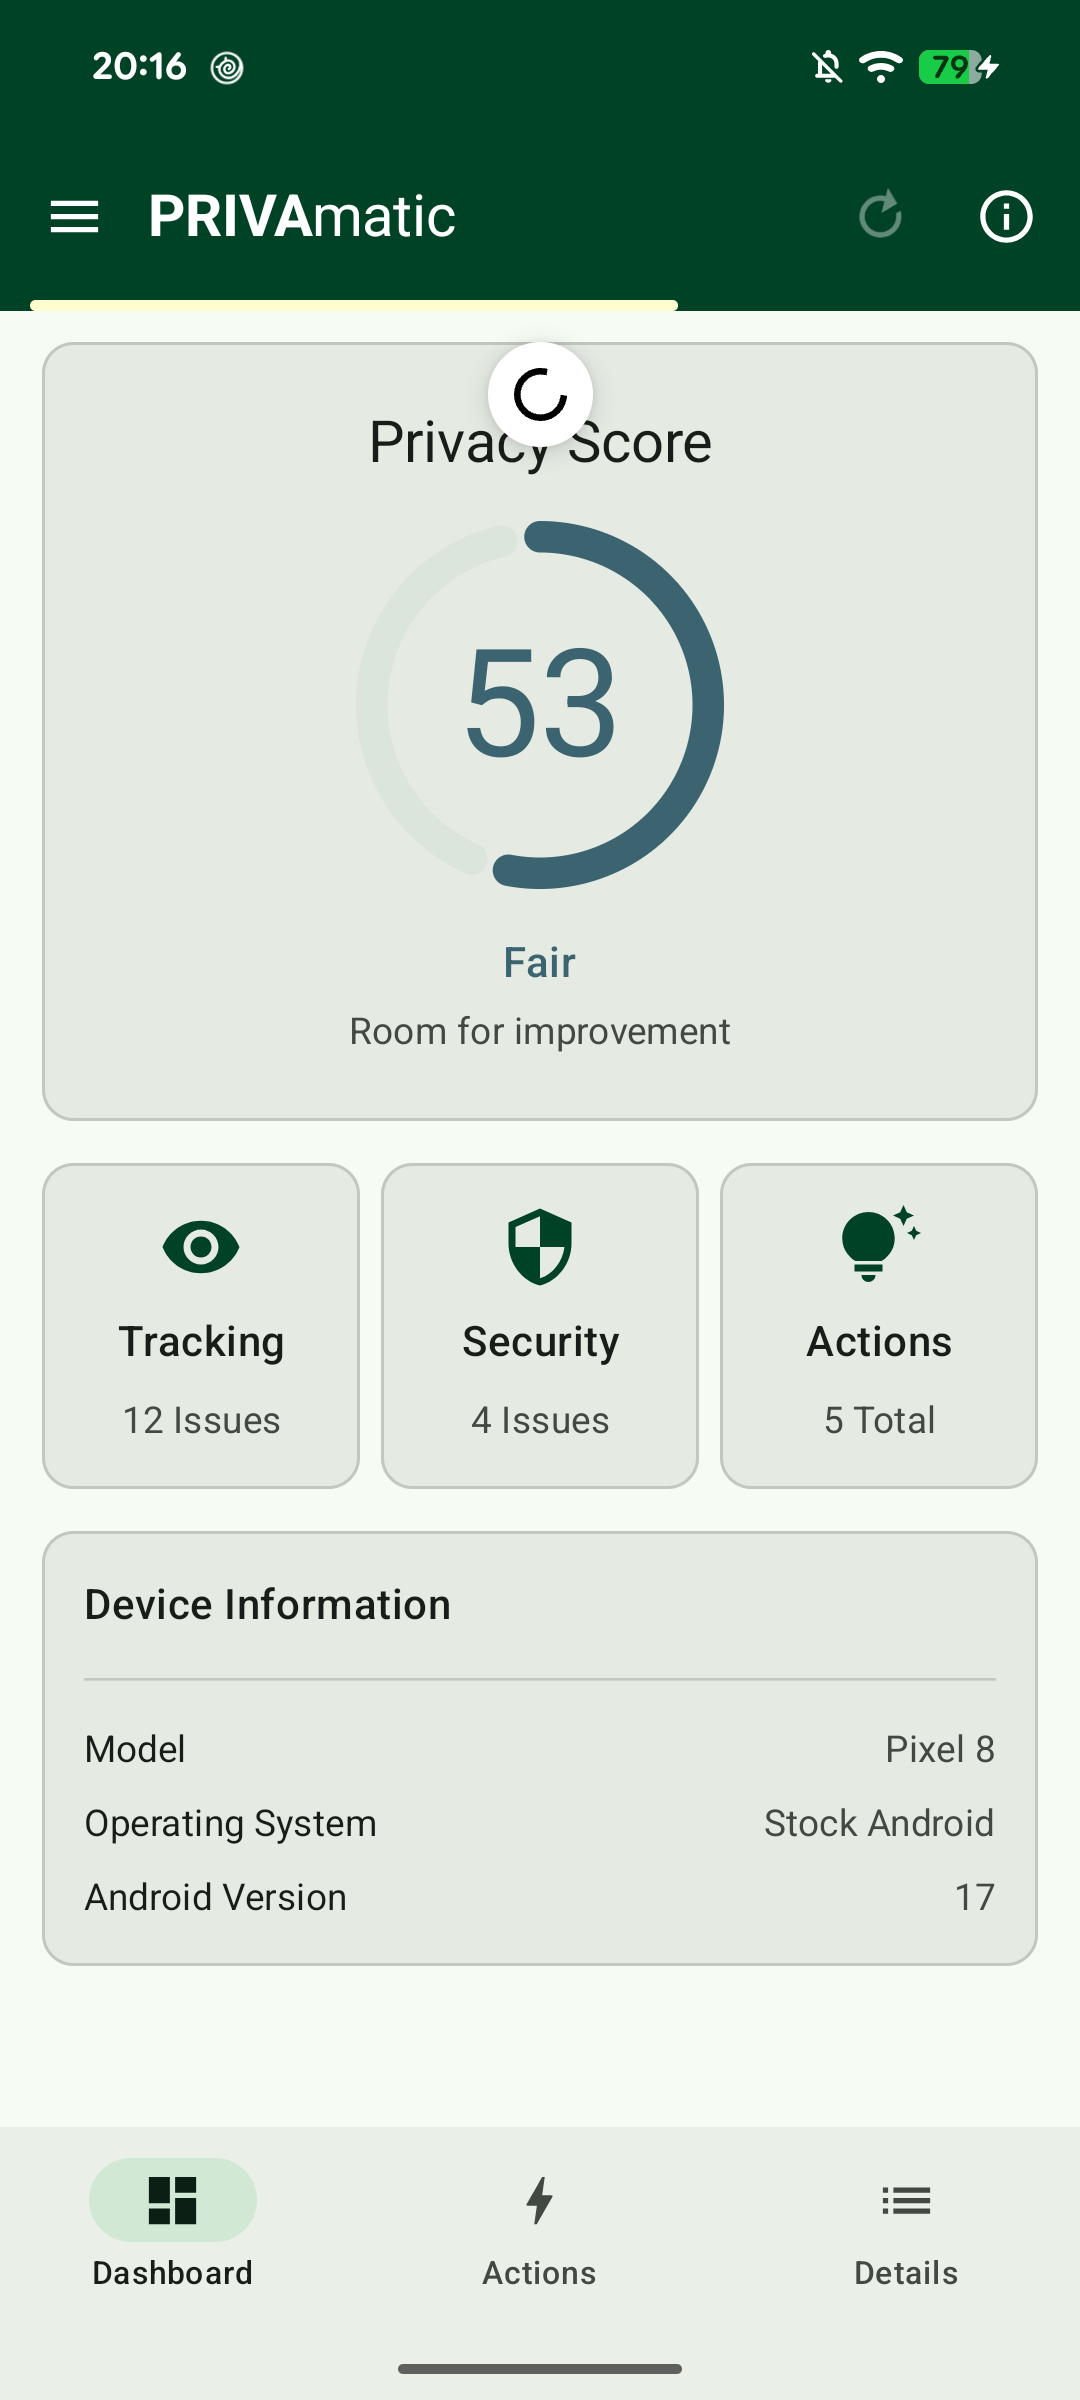 20:16
79
PRIVAmatic
Privacy Score
53
Fair
Room for improvement
Tracking
12 Issues
Security
4 Issues
Actions
5 Total
Device Information
Model Pixel 8
Operating System Stock Android
Android Version 17
Dashboard
Actions
Details